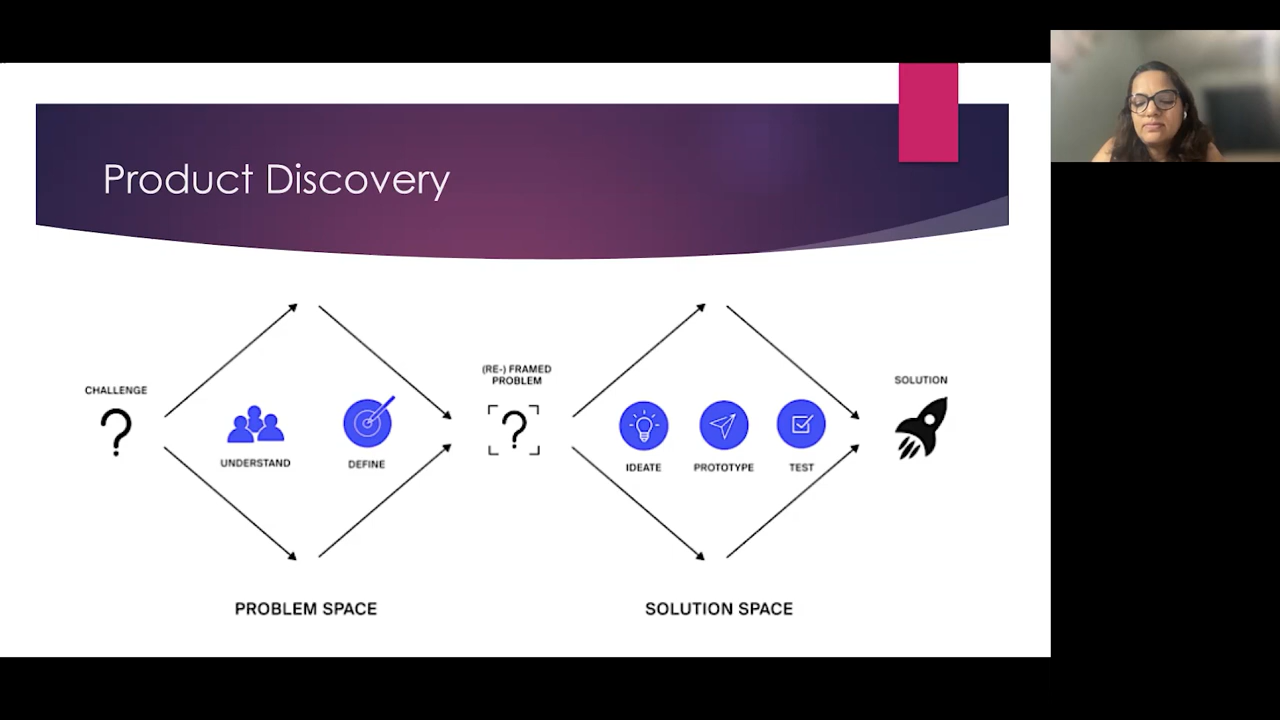 Product Discovery
CHALLENGE
UNDERSTAND
DEFINE
(RE-) FRAMED
PROBLEM
IDEATE
PROTOTYPE
TEST
SOLUTION
PROBLEM SPACE
SOLUTION SPACE